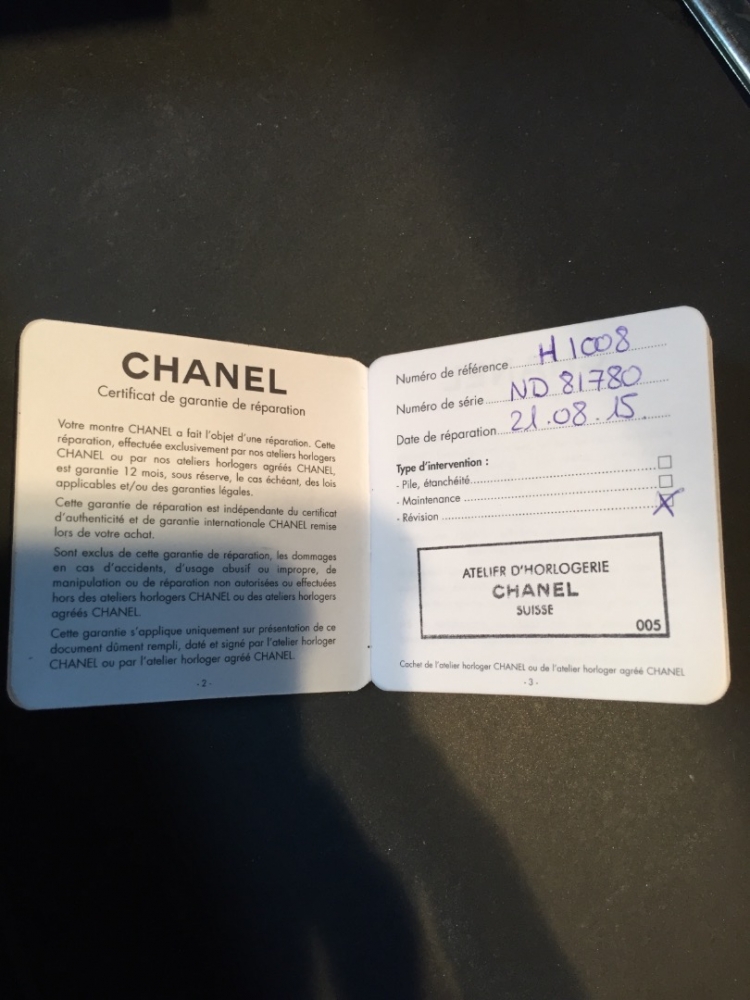 CHANEL
Certificat de garantie de réparation
Votre montre CHANEL a fait l'objet d'une réparation. Cette
réparation, effectuée exclusivement par nos ateliers horlogers
CHANEL ou par nos ateliers horlogers agréés CHANEL,
est garantie 12 mois, sous réserve, le cas échéant, des lois
applicables et/ou des garanties légales.
Cette garantie de réparation est indépendante du certificat
d'authenticité et de garantie internationale CHANEL remise
lors de votre achat.
Sont exclus de cette garantie de réparation, les dommages
en cas d'accidents, d'usage abusif ou impropre, de
manipulation ou de réparation non autorisées ou effectuées
hors des ateliers horlogers CHANEL ou des ateliers horlogers
agréés CHANEL.
Cette garantie s'applique uniquement sur présentation de ce
document dûment rempli, daté et signé par l'atelier horloger
CHANEL ou par l'atelier horloger agréé CHANEL.
- 2 -
Numéro de référence H 1008
Numéro de série ND 81780
Date de réparation 21.08.15
Type d'intervention :
- Pile, étanchéité
- Maintenance
- Révision X
ATELIER D'HORLOGERIE
CHANEL
SUISSE
005
Cachet de l'atelier horloger CHANEL ou de l'atelier horloger agréé CHANEL
- 3 -